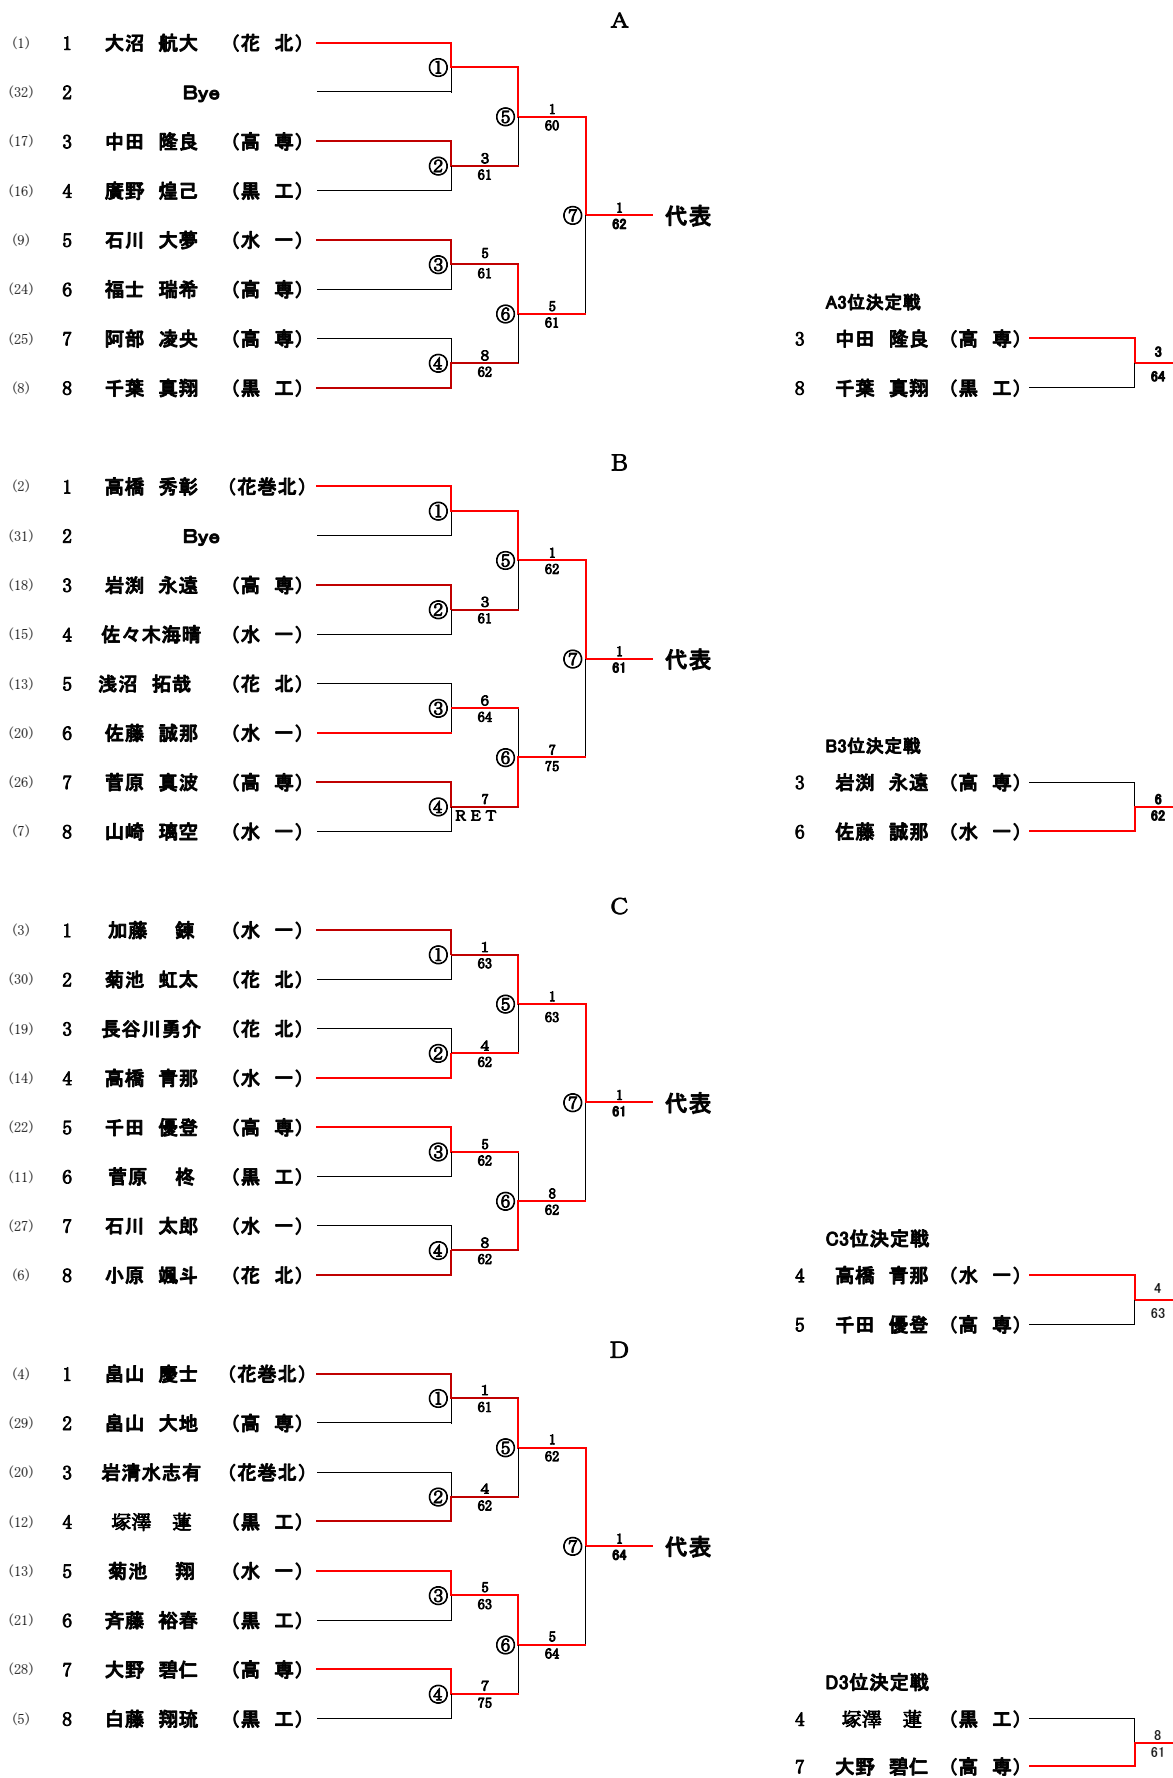 A
(1) 1 大沼 航大 （花 北）
①
(32) 2 Bye
⑤ 1
60
(17) 3 中田 隆良 （高 専）
② 3
61
(16) 4 廣野 煌己 （黒 工）
⑦ 1
62 代表
(9) 5 石川 大夢 （水 一）
③ 5
61
(24) 6 福士 瑞希 （高 専）
⑥ 5
61
(25) 7 阿部 凌央 （高 専）
④ 8
62
(8) 8 千葉 真翔 （黒 工）
A3位決定戦
3 中田 隆良 （高 専）
3
64
8 千葉 真翔 （黒 工）
B
(2) 1 高橋 秀彰 （花巻北）
①
(31) 2 Bye
⑤ 1
62
(18) 3 岩渕 永遠 （高 専）
② 3
61
(15) 4 佐々木海晴 （水 一）
⑦ 1
61 代表
(13) 5 浅沼 拓哉 （花 北）
③ 6
64
(20) 6 佐藤 誠那 （水 一）
⑥ 7
75
(26) 7 菅原 真波 （高 専）
④ 7
RET
(7) 8 山崎 璃空 （水 一）
B3位決定戦
3 岩渕 永遠 （高 専）
6
62
6 佐藤 誠那 （水 一）
C
(3) 1 加藤 錬 （水 一）
① 1
63
(30) 2 菊池 虹太 （花 北）
⑤ 1
63
(19) 3 長谷川勇介 （花 北）
② 4
62
(14) 4 高橋 青那 （水 一）
⑦ 1
61 代表
(22) 5 千田 優登 （高 専）
③ 5
62
(11) 6 菅原 柊 （黒 工）
⑥ 8
62
(27) 7 石川 太郎 （水 一）
④ 8
62
(6) 8 小原 颯斗 （花 北）
C3位決定戦
4 高橋 青那 （水 一）
4
63
5 千田 優登 （高 専）
D
(4) 1 畠山 慶士 （花巻北）
① 1
61
(29) 2 畠山 大地 （高 専）
⑤ 1
62
(20) 3 岩清水志有 （花巻北）
② 4
62
(12) 4 塚澤 蓮 （黒 工）
⑦ 1
64 代表
(13) 5 菊池 翔 （水 一）
③ 5
63
(21) 6 斉藤 裕春 （黒 工）
⑥ 5
64
(28) 7 大野 碧仁 （高 専）
④ 7
75
(5) 8 白藤 翔琉 （黒 工）
D3位決定戦
4 塚澤 蓮 （黒 工）
8
61
7 大野 碧仁 （高 専）